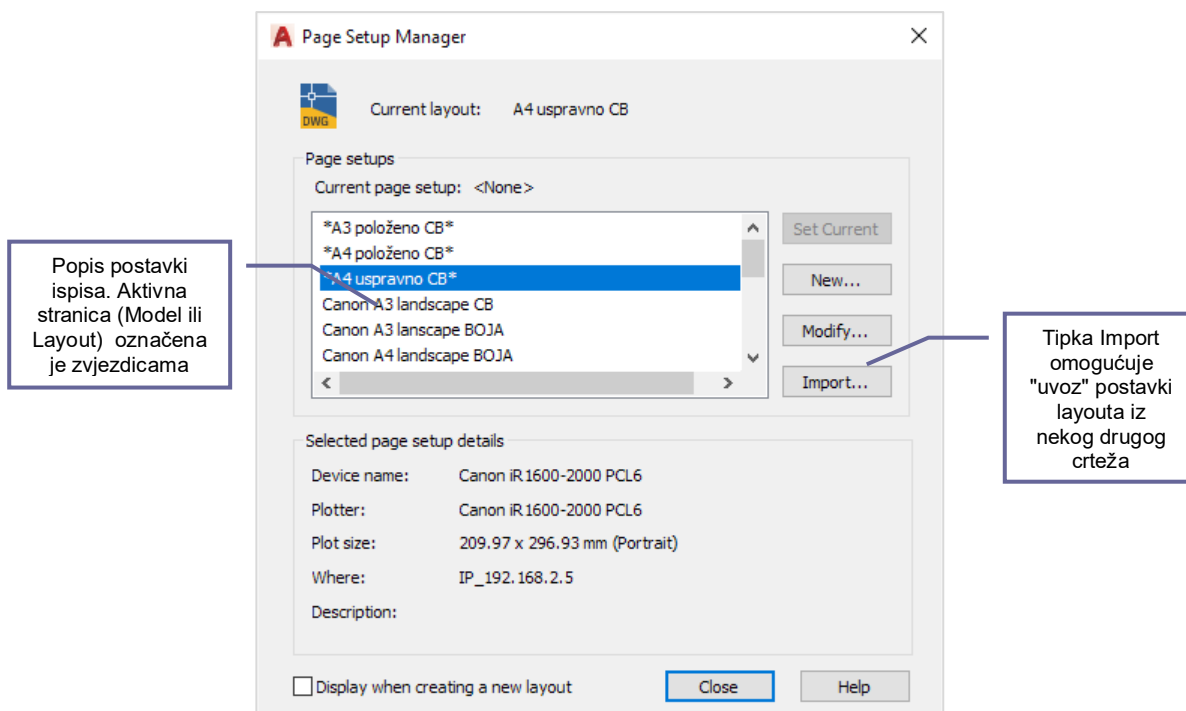 Page Setup Manager
DWG
Current layout: A4 uspravno CB
Page setups
Current page setup: <None>
*A3 položeno CB*
*A4 položeno CB*
*A4 uspravno CB*
Canon A3 landscape CB
Canon A3 lanscape BOJA
Canon A4 landscape BOJA
Set Current
New...
Modify...
Import...
Popis postavki
ispisa. Aktivna
stranica (Model ili
Layout) označena
je zvjezdicama
Tipka Import
omogućuje
"uvoz" postavki
layouta iz
nekog drugog
crteža
Selected page setup details
Device name: Canon iR1600-2000 PCL6
Plotter: Canon iR1600-2000 PCL6
Plot size: 209.97 x 296.93 mm (Portrait)
Where: IP_192.168.2.5
Description:
Display when creating a new layout
Close
Help